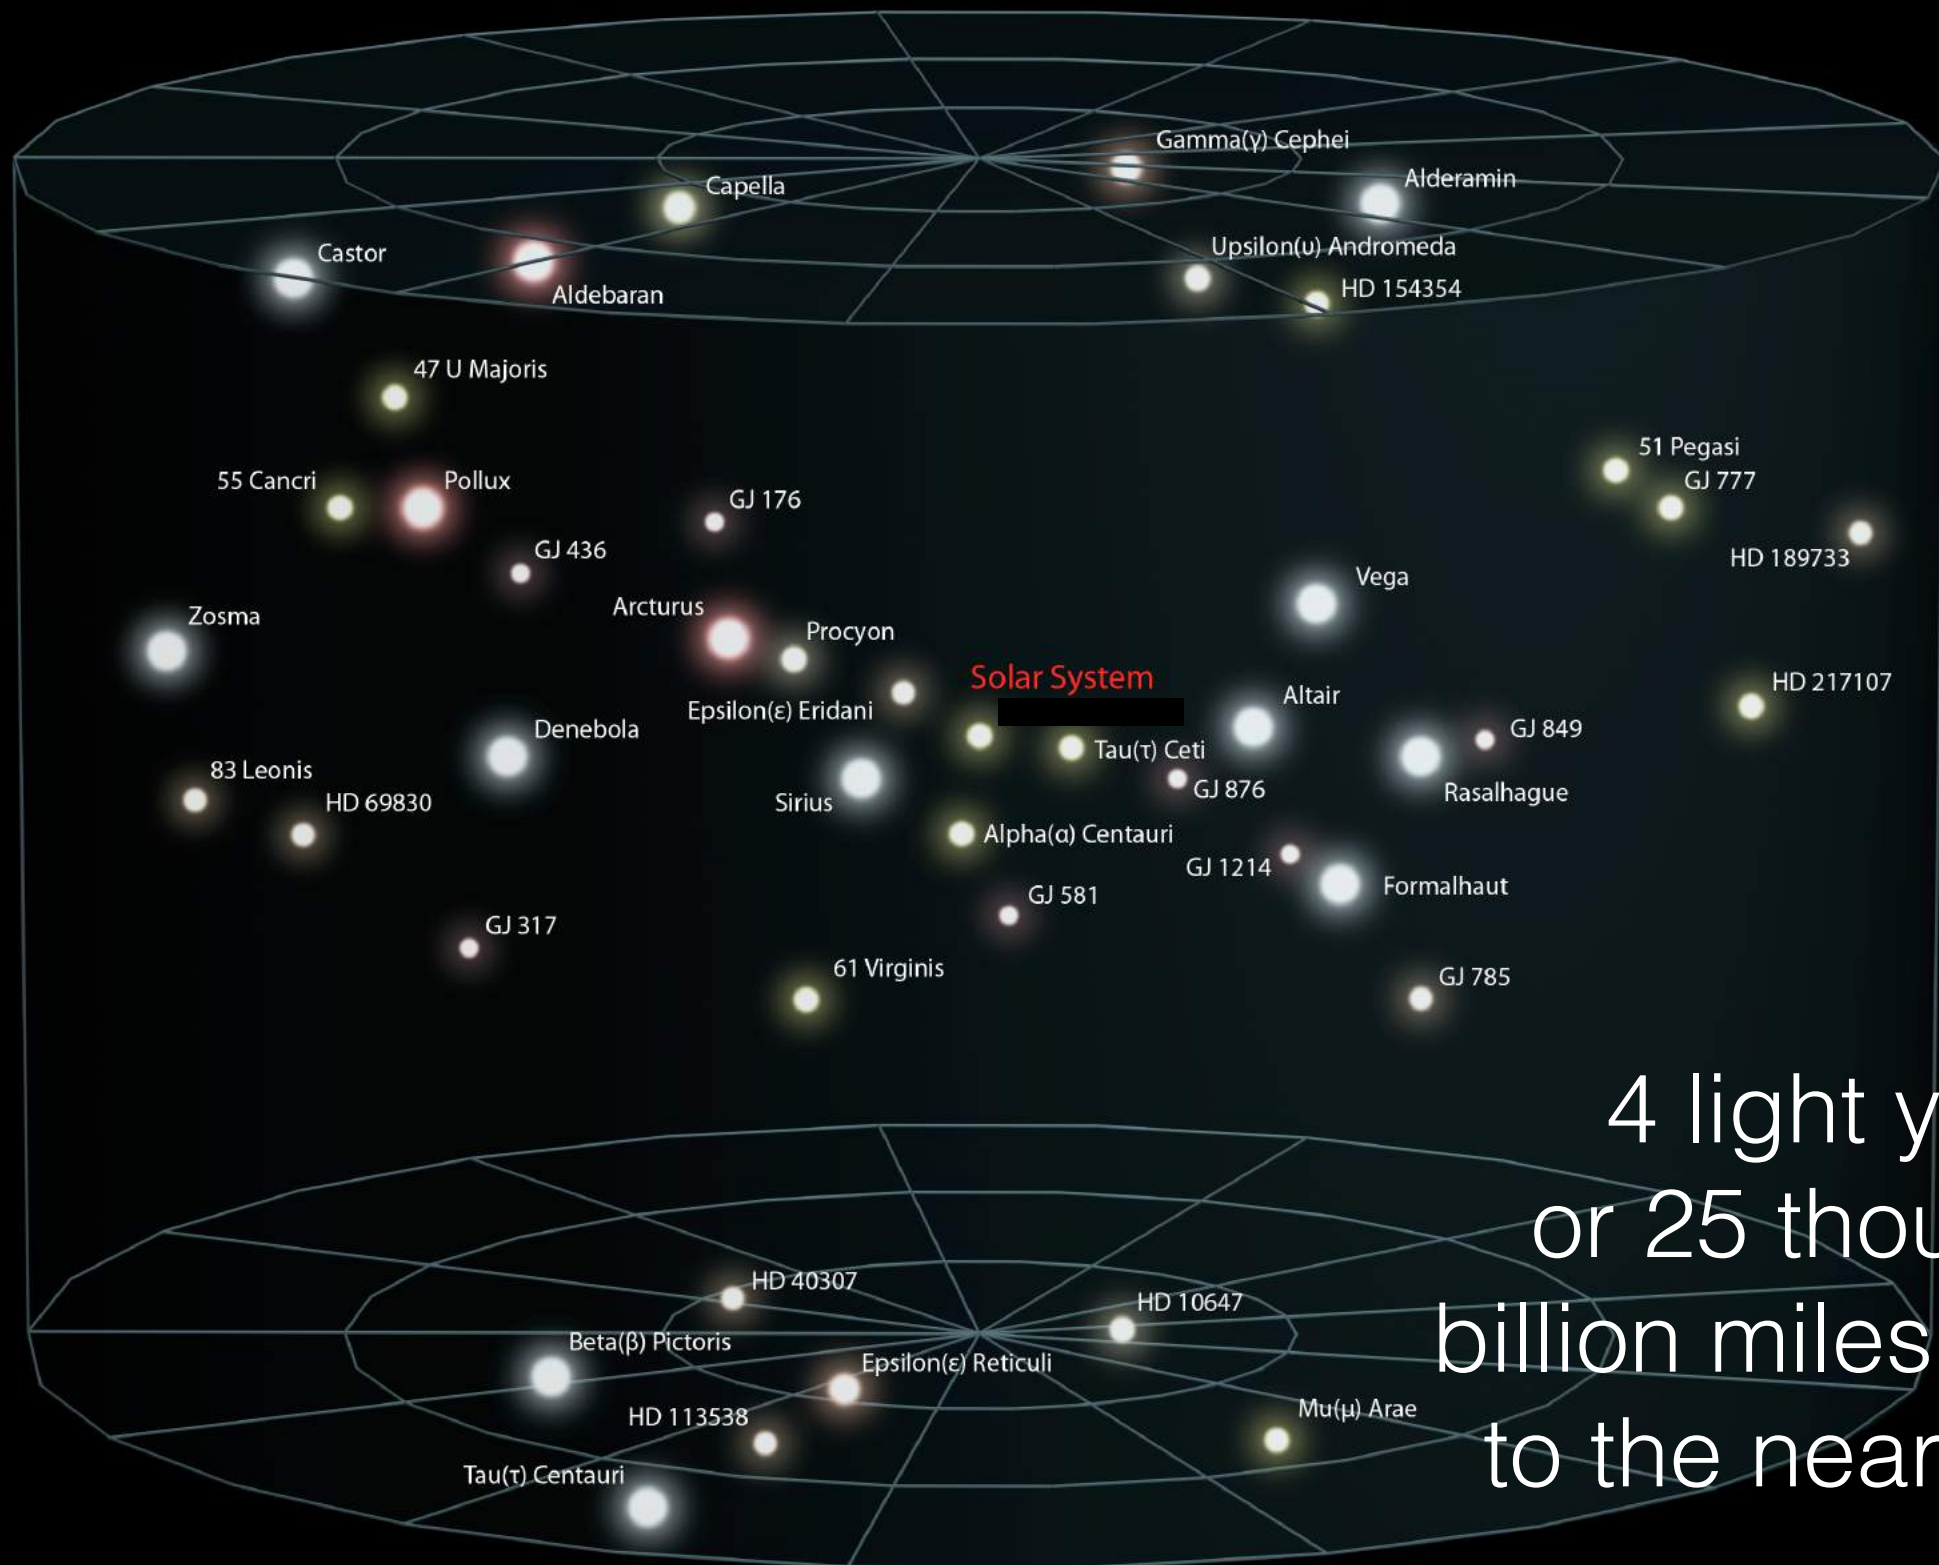 Gamma(γ) Cephei
Capella
Alderamin
Castor
Upsilon(υ) Andromeda
Aldebaran
HD 154354
47 U Majoris
51 Pegasi
55 Cancri
Pollux
GJ 777
GJ 176
GJ 436
HD 189733
Vega
Arcturus
Zosma
Procyon
Solar System
HD 217107
Altair
Epsilon(ε) Eridani
Denebola
GJ 849
Tau(τ) Ceti
83 Leonis
GJ 876
Rasalhague
HD 69830
Sirius
Alpha(α) Centauri
GJ 1214
Formalhaut
GJ 581
GJ 317
61 Virginis
GJ 785
4 light y
or 25 thou
billion miles
to the near
HD 40307
HD 10647
Beta(β) Pictoris
Epsilon(ε) Reticuli
Mu(μ) Arae
HD 113538
Tau(τ) Centauri